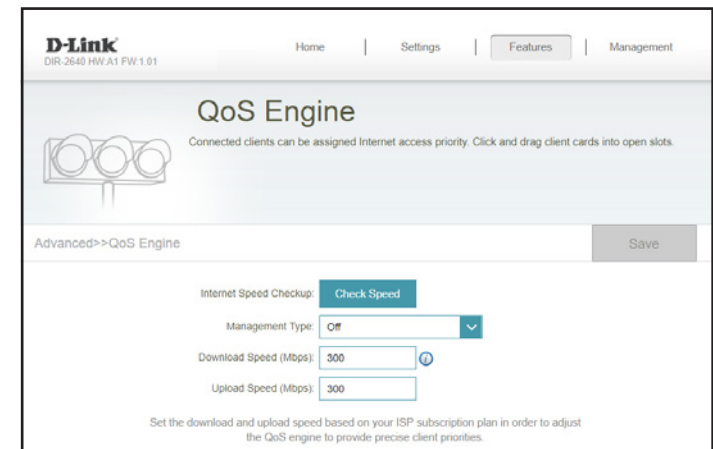 D-Link
DIR-2640 HW:A1 FW:1.01
Home | Settings | Features | Management
QoS Engine
Connected clients can be assigned Internet access priority. Click and drag client cards into open slots.
Advanced>>QoS Engine
Save
Internet Speed Checkup: Check Speed
Management Type: Off
Download Speed (Mbps): 300
Upload Speed (Mbps): 300
Set the download and upload speed based on your ISP subscription plan in order to adjust
the QoS engine to provide precise client priorities.